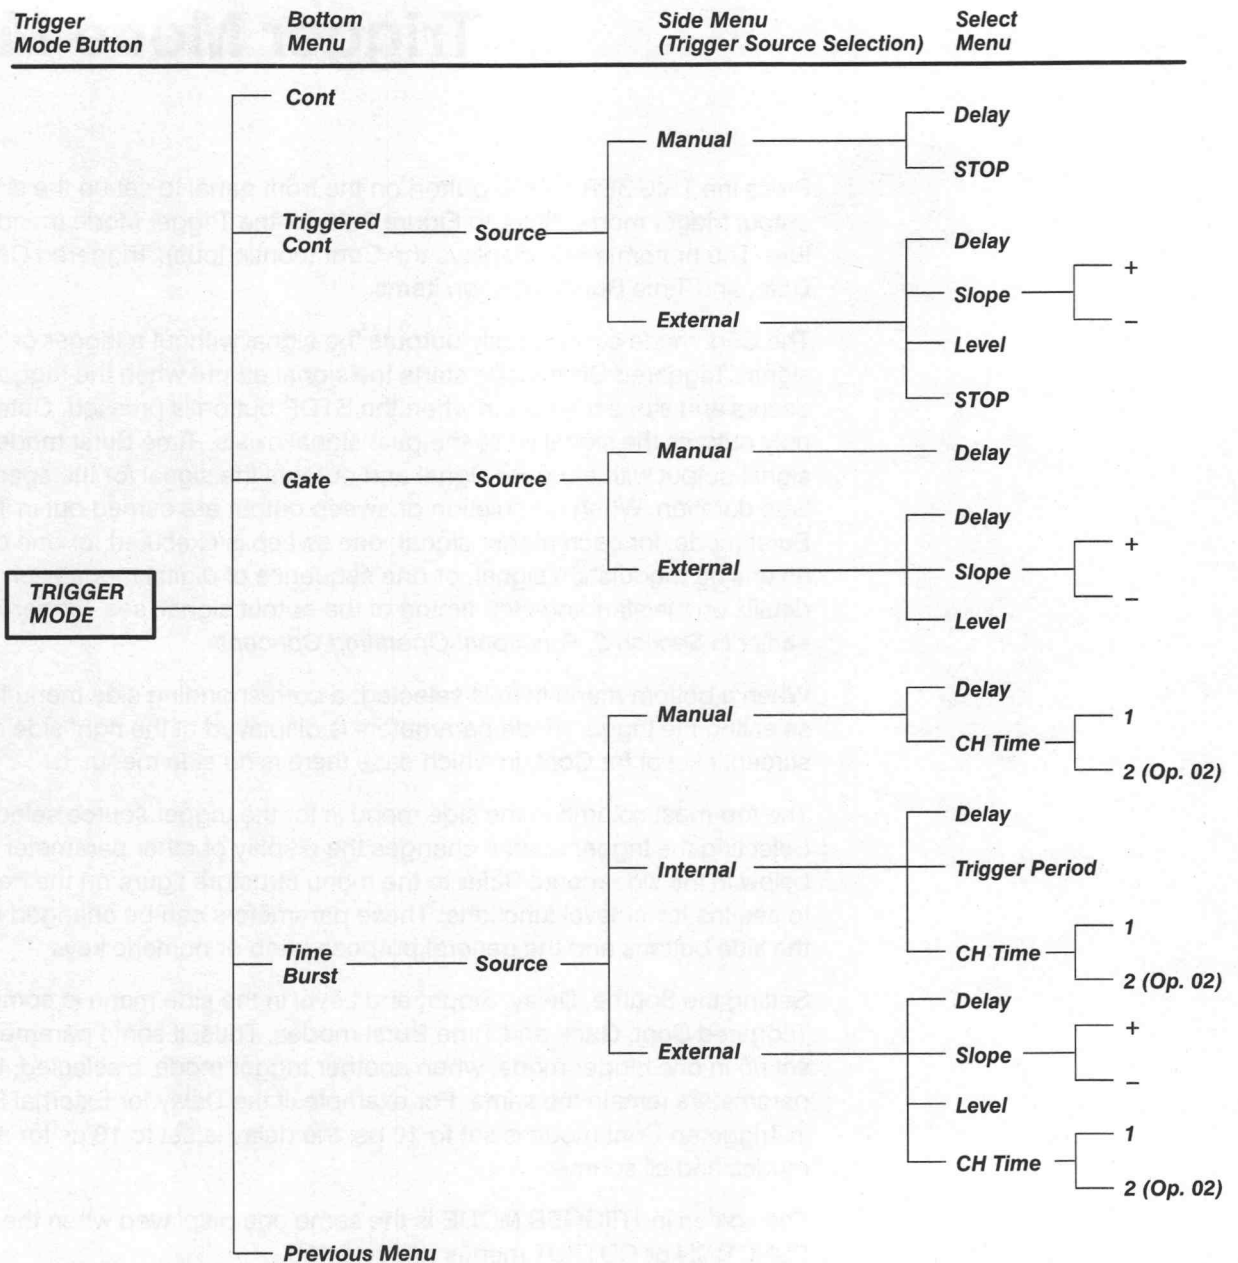 Trigger Mode Button
Bottom Menu
Side Menu (Trigger Source Selection)
Select Menu
Cont
Manual
Delay
STOP
Triggered Cont
Source
External
Delay
Slope
+
−
Level
STOP
Gate
Source
Manual
Delay
External
Delay
Slope
+
−
Level
TRIGGER MODE
Time Burst
Source
Manual
Delay
CH Time
1
2 (Op. 02)
Internal
Delay
Trigger Period
CH Time
1
2 (Op. 02)
External
Delay
Slope
+
−
Level
CH Time
1
2 (Op. 02)
Previous Menu